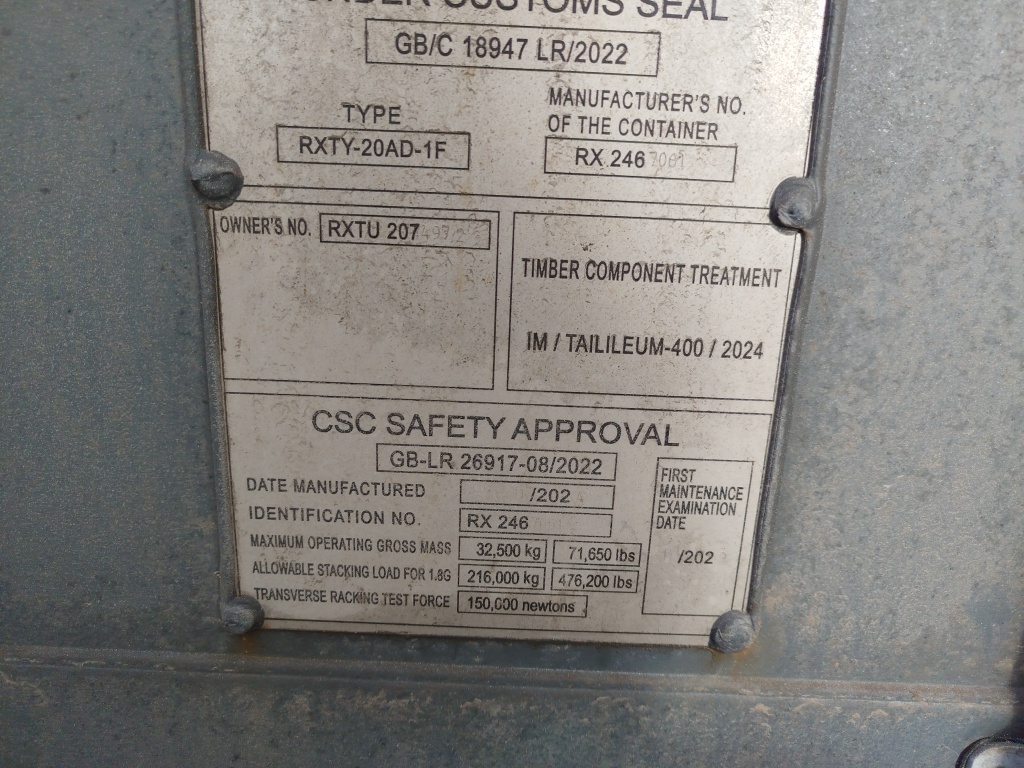 UNDER CUSTOMS SEAL
GB/C 18947 LR/2022
TYPE
RXTY-20AD-1F
MANUFACTURER'S NO.
OF THE CONTAINER
RX 246
OWNER'S NO. RXTU 207
TIMBER COMPONENT TREATMENT
IM / TAILILEUM-400 / 2024
CSC SAFETY APPROVAL
GB-LR 26917-08/2022
DATE MANUFACTURED /202
IDENTIFICATION NO. RX 246
MAXIMUM OPERATING GROSS MASS 32,500 kg 71,650 lbs
ALLOWABLE STACKING LOAD FOR 1.8G 216,000 kg 476,200 lbs
TRANSVERSE RACKING TEST FORCE 150,000 newtons
FIRST
MAINTENANCE
EXAMINATION
DATE
/202